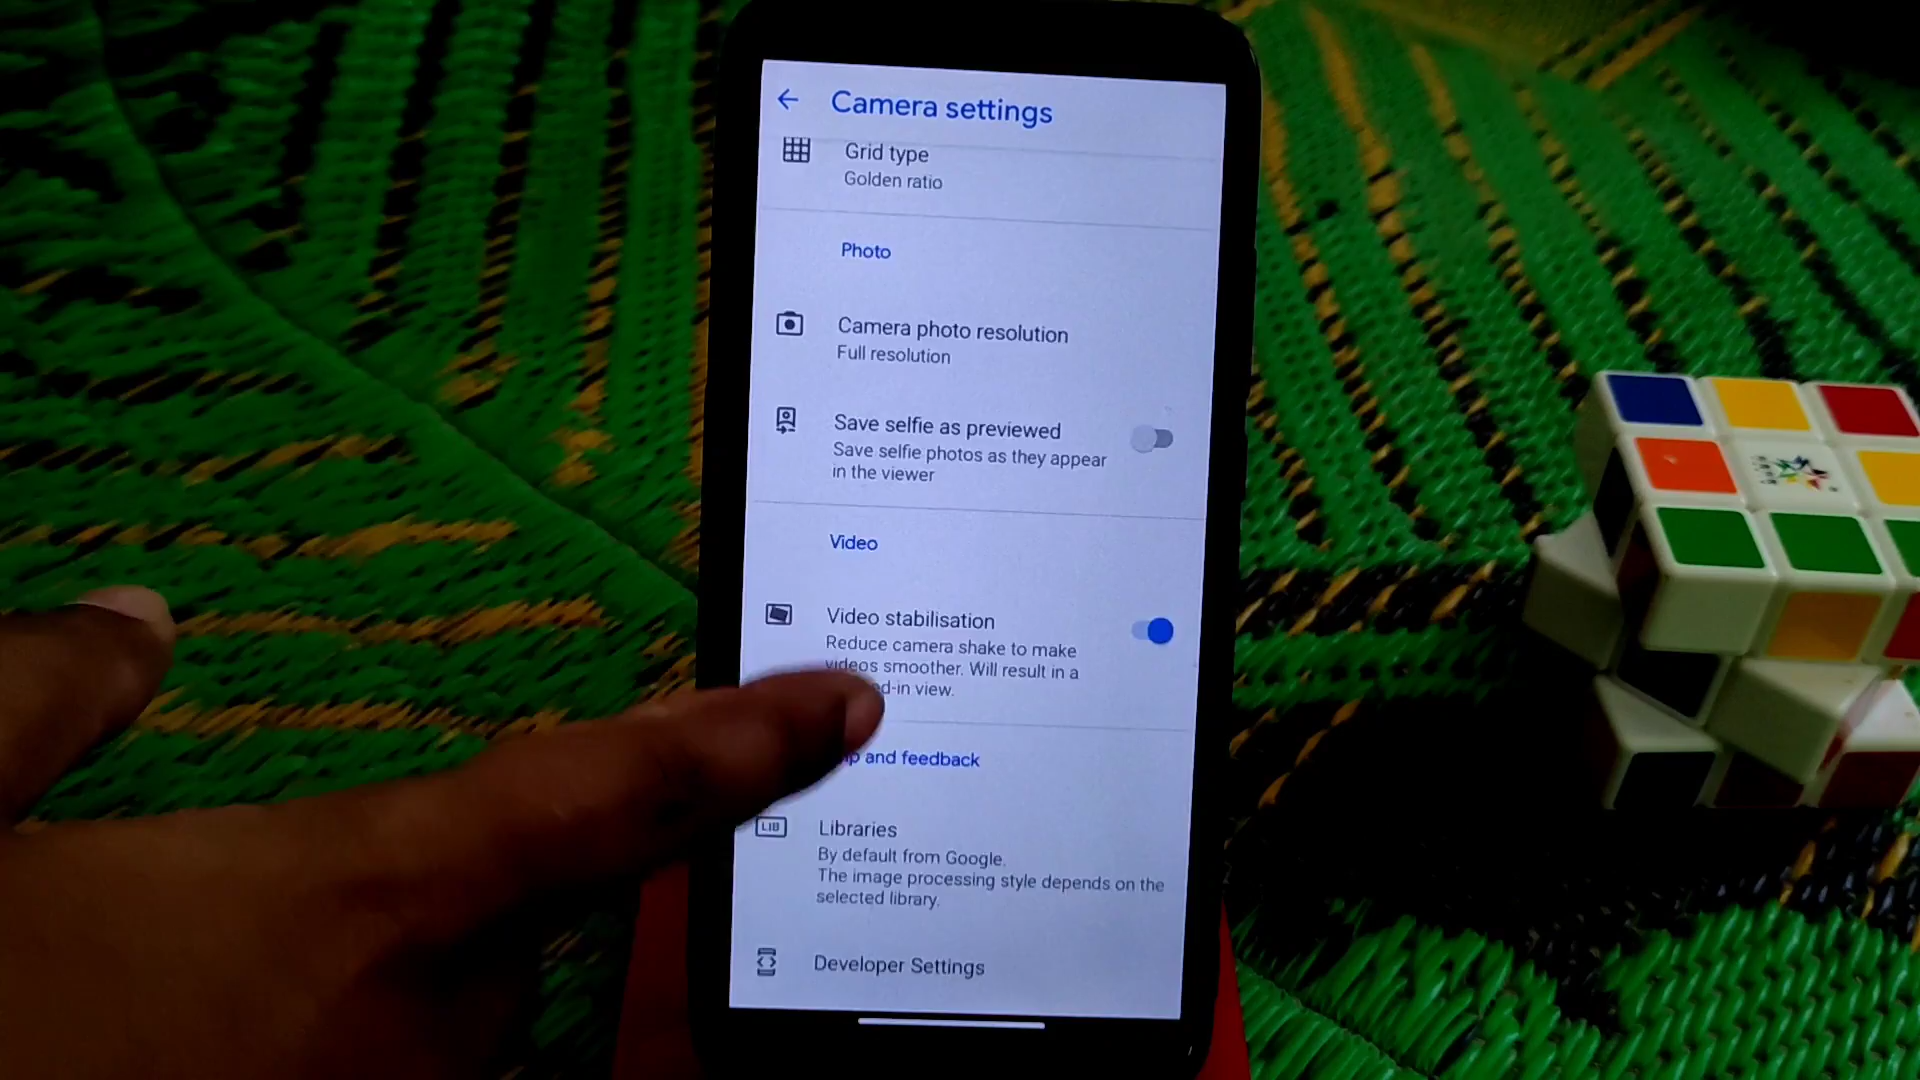 Camera settings
Grid type
Golden ratio
Photo
Camera photo resolution
Full resolution
Save selfie as previewed
Save selfie photos as they appear
in the viewer
Video
Video stabilisation
Reduce camera shake to make
videos smoother. Will result in a
view.
and feedback
LIB
Libraries
By default from Google.
The image processing style depends on the
selected library.
Developer Settings